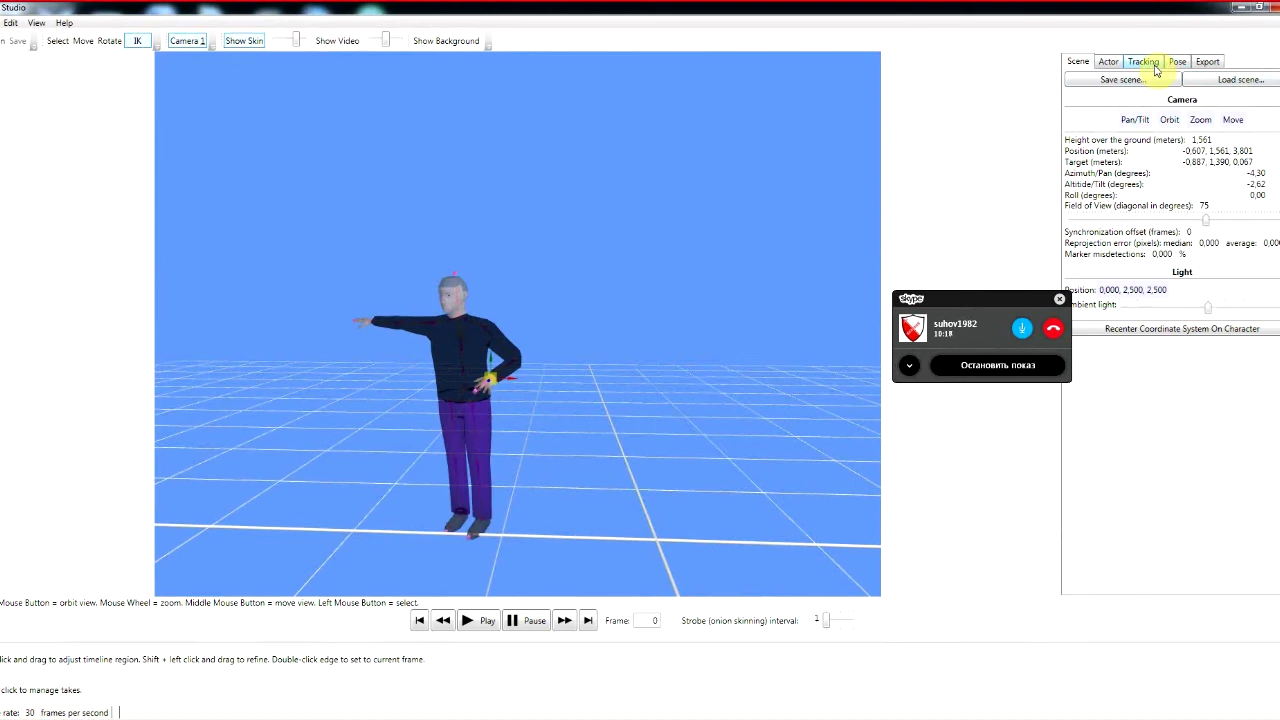 Studio
Edit View Help
Save Select Move Rotate IK Camera 1 Show Skin Show Video Show Background
Scene Actor Tracking Pose Export
Save scene... Load scene...
Camera
Pan/Tilt Orbit Zoom Move
Height over the ground (meters): 1,561
Position (meters): -0,607, 1,561, 3,801
Target (meters): -0,887, 1,390, 0,067
Azimuth/Pan (degrees): -4,30
Altitide/Tilt (degrees): -2,62
Roll (degrees): 0,00
Field of View (diagonal in degrees): 75
Synchronization offset (frames): 0
Reprojection error (pixels): median: 0,000 average: 0,00
Marker misdetections: 0,000 %
Light
Position: 0,000, 2,500, 2,500
mbient light:
Recenter Coordinate System On Character
skype
suhov1982
10:18
Остановить показ
Mouse Button = orbit view. Mouse Wheel = zoom. Middle Mouse Button = move view. Left Mouse Button = select.
Play Pause Frame: 0 Strobe (onion skinning) interval: 1
lick and drag to adjust timeline region. Shift + left click and drag to refine. Double-click edge to set to current frame.
click to manage takes.
rate: 30 frames per second